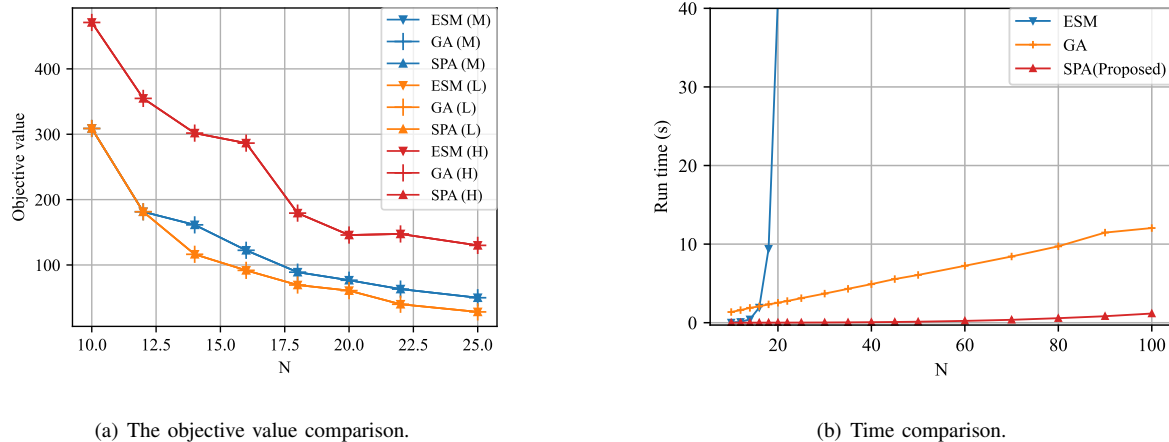 ESM (M)
GA (M)
SPA (M)
ESM (L)
GA (L)
SPA (L)
ESM (H)
GA (H)
SPA (H)
Objective value
400
300
200
100
10.0 12.5 15.0 17.5 20.0 22.5 25.0
N
(a) The objective value comparison.
ESM
GA
SPA(Proposed)
Run time (s)
40
30
20
10
0
20 40 60 80 100
N
(b) Time comparison.